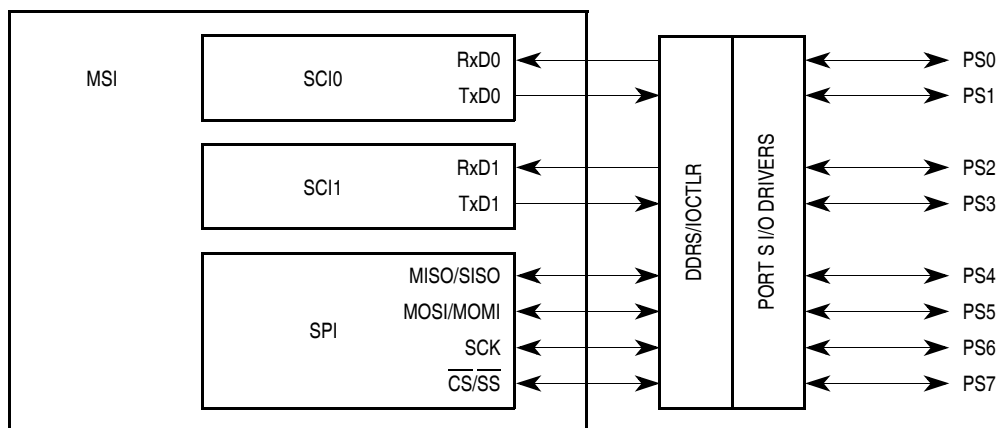 MSI
SCI0
RxD0
TxD0
SCI1
RxD1
TxD1
SPI
MISO/SISO
MOSI/MOMI
SCK
CS/SS
DDRS/IOCTLR
PORT S I/O DRIVERS
PS0
PS1
PS2
PS3
PS4
PS5
PS6
PS7